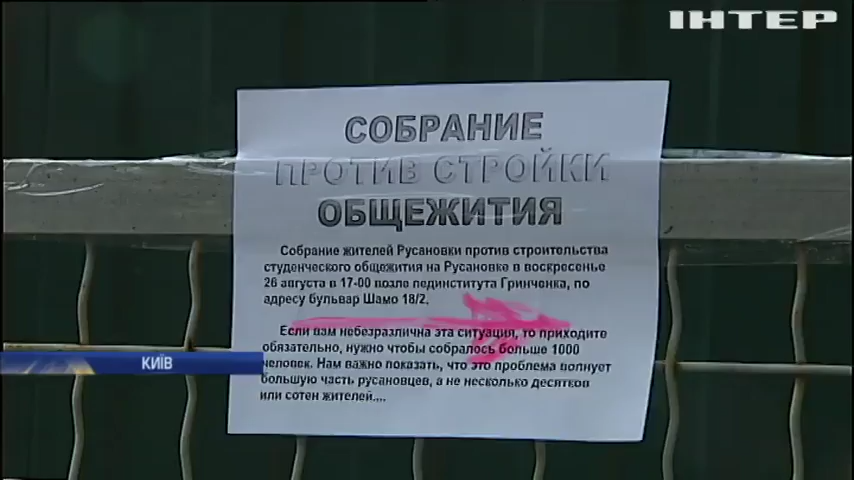 ІНТЕР
СОБРАНИЕ
ПРОТИВ СТРОЙКИ
ОБЩЕЖИТИЯ
Собрание жителей Русановки против строительства
студенческого общежития на Русановке в воскресенье
26 августа в 17-00 возле пединститута Гринченка, по
адресу бульвар Шамо 18/2.
Если вам небезразлична эта ситуация, то приходите
обязательно, нужно чтобы собралось больше 1000
человек. Нам важно показать, что это проблема волнует
большую часть русановцев, а не несколько десятков
или сотен жителей....
КИЇВ